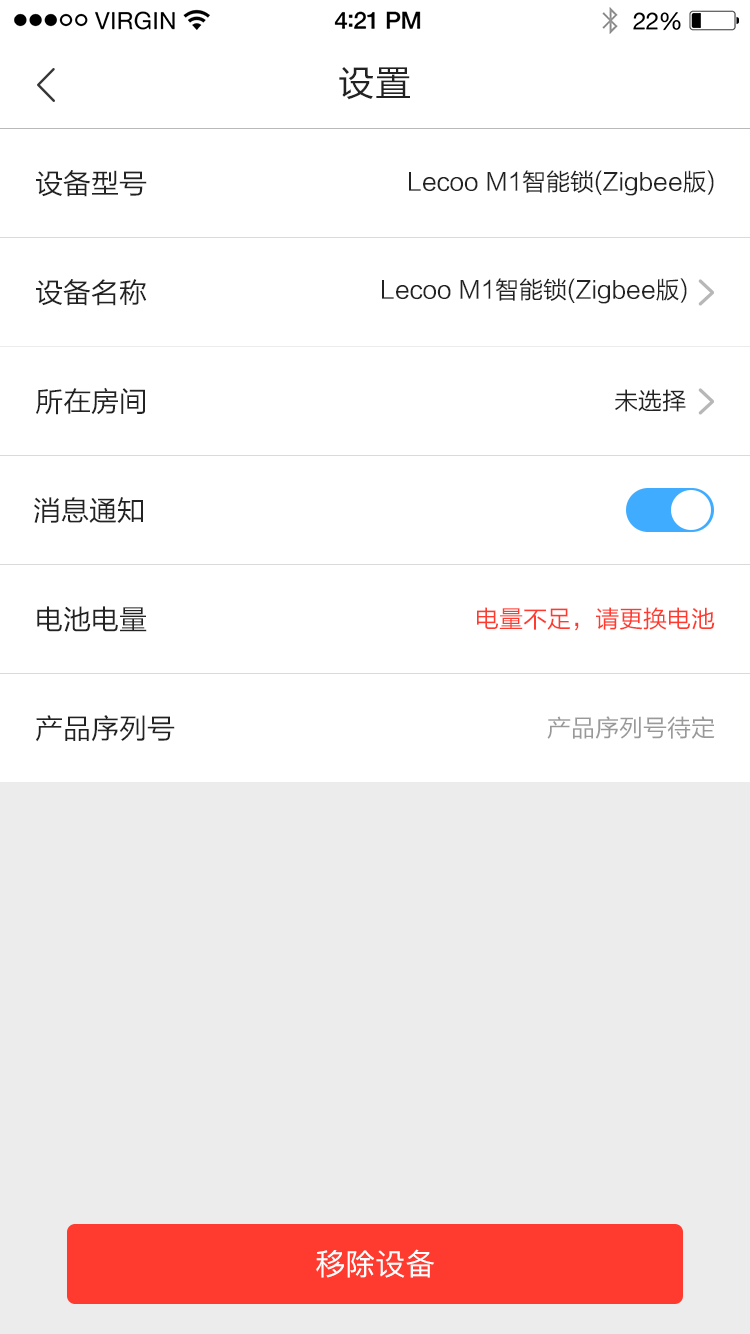 VIRGIN 4:21 PM 22%
设置
设备型号 Lecoo M1智能锁(Zigbee版)
设备名称 Lecoo M1智能锁(Zigbee版)
所在房间 未选择
消息通知
电池电量 电量不足，请更换电池
产品序列号 产品序列号待定
移除设备